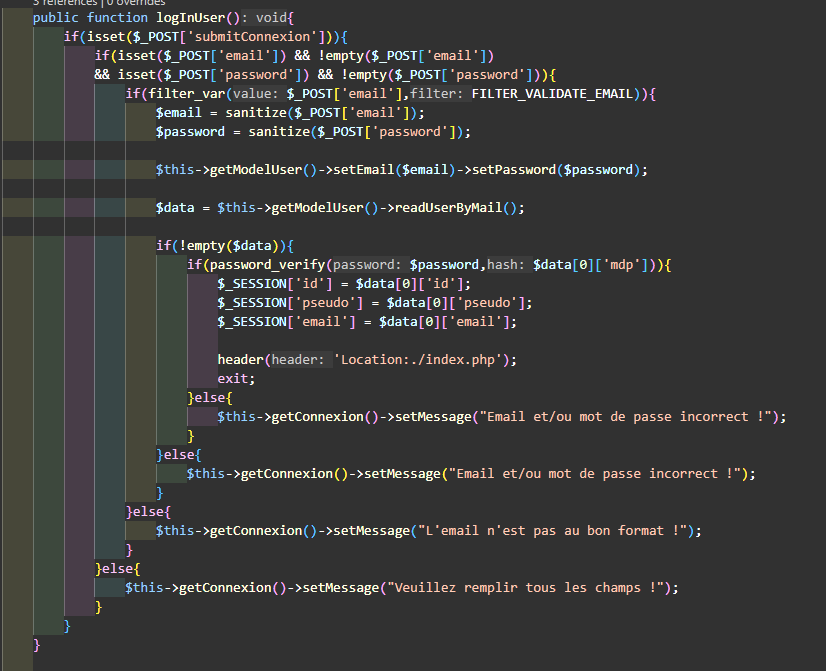 3 references | 0 overrides
public function logInUser(): void{
if(isset($_POST['submitConnexion'])){
if(isset($_POST['email']) && !empty($_POST['email'])
&& isset($_POST['password']) && !empty($_POST['password'])){
if(filter_var(value: $_POST['email'],filter: FILTER_VALIDATE_EMAIL)){
$email = sanitize($_POST['email']);
$password = sanitize($_POST['password']);
$this->getModelUser()->setEmail($email)->setPassword($password);
$data = $this->getModelUser()->readUserByMail();
if(!empty($data)){
if(password_verify(password: $password,hash: $data[0]['mdp'])){
$_SESSION['id'] = $data[0]['id'];
$_SESSION['pseudo'] = $data[0]['pseudo'];
$_SESSION['email'] = $data[0]['email'];
header(header: 'Location:./index.php');
exit;
}else{
$this->getConnexion()->setMessage("Email et/ou mot de passe incorrect !");
}
}else{
$this->getConnexion()->setMessage("Email et/ou mot de passe incorrect !");
}
}else{
$this->getConnexion()->setMessage("L'email n'est pas au bon format !");
}
}else{
$this->getConnexion()->setMessage("Veuillez remplir tous les champs !");
}
}
}